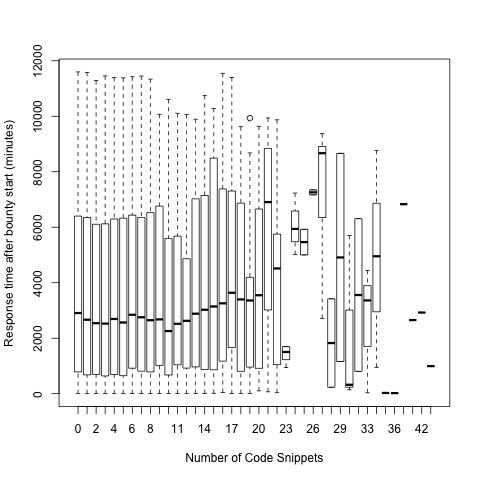 Response time after bounty start (minutes)
12000
10000
8000
6000
4000
2000
0
0 2 4 6 8 11 14 17 20 23 26 29 33 36 42
Number of Code Snippets